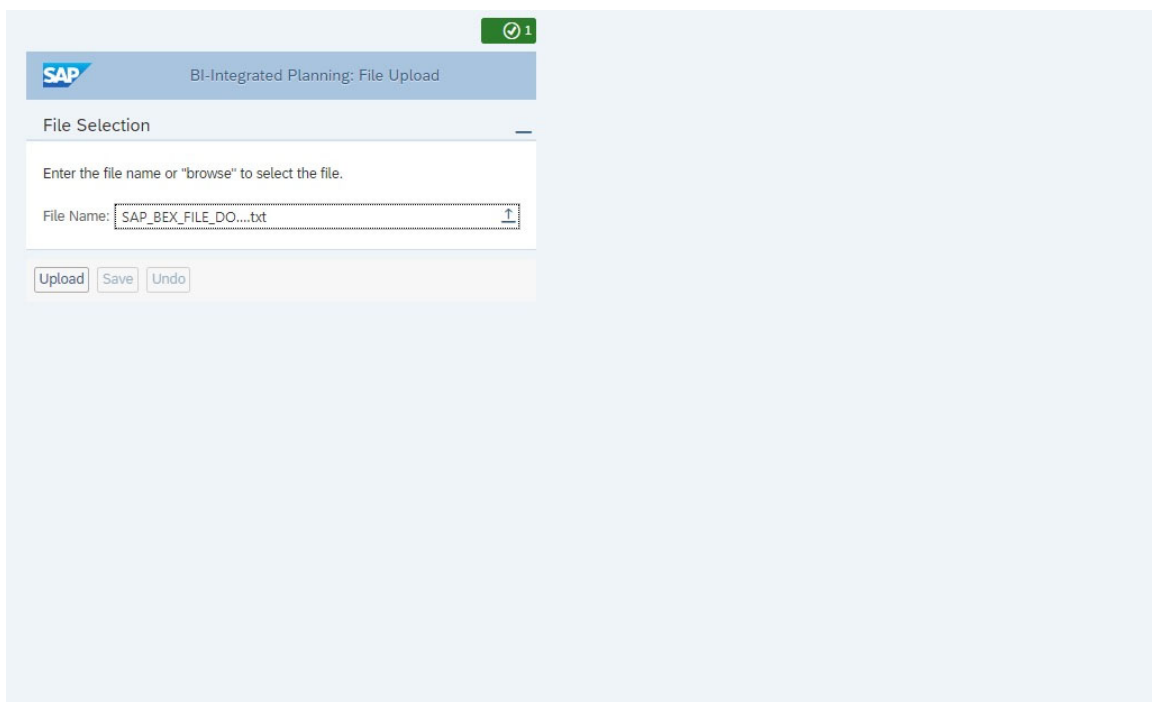 1
SAP BI-Integrated Planning: File Upload
File Selection
Enter the file name or "browse" to select the file.
File Name: SAP_BEX_FILE_DO....txt
Upload Save Undo